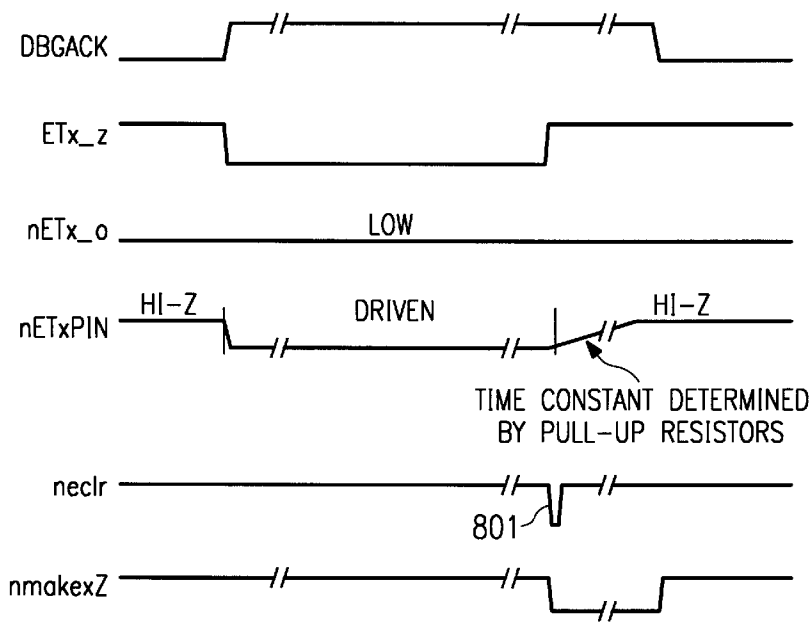 DBGACK
ETx_z
nETx_o
LOW
nETxPIN
HI-Z
DRIVEN
HI-Z
TIME CONSTANT DETERMINED
BY PULL-UP RESISTORS
neclr
801
nmakexZ